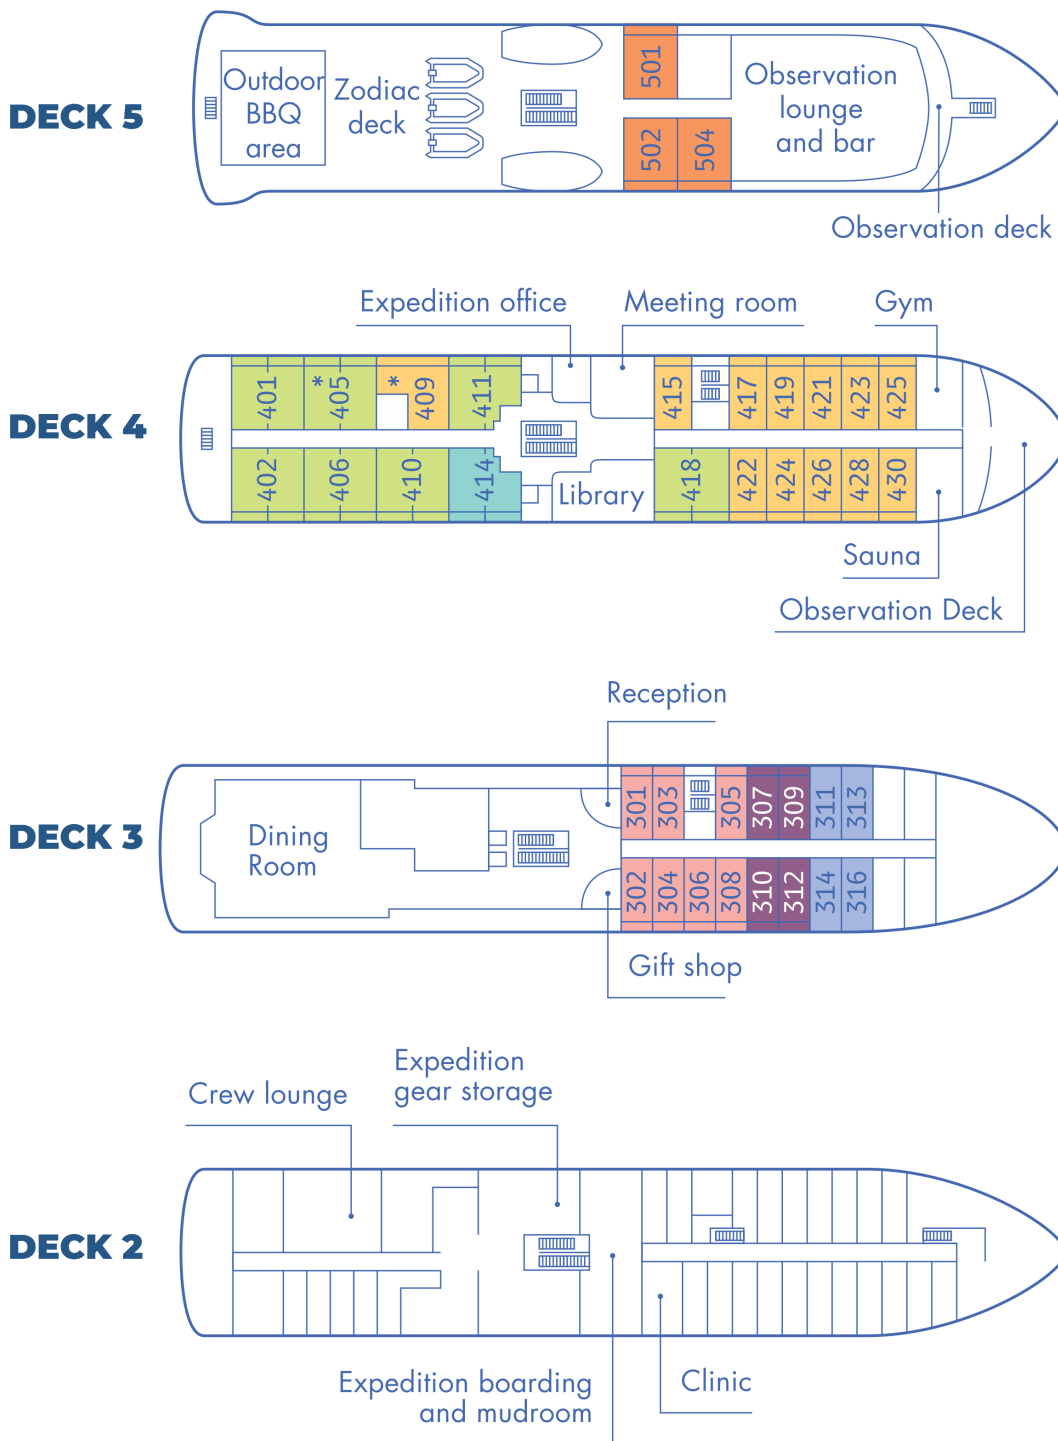 DECK 5
Outdoor
BBQ
area
Zodiac
deck
501
502
504
Observation
lounge
and bar
Observation deck
DECK 4
Expedition office
Meeting room
Gym
401
* 405
* 409
411
415
417
419
421
423
425
402
406
410
414
Library
418
422
424
426
428
430
Sauna
Observation Deck
DECK 3
Reception
Dining
Room
301
303
305
307
309
311
313
302
304
306
308
310
312
314
316
Gift shop
DECK 2
Crew lounge
Expedition
gear storage
Expedition boarding
and mudroom
Clinic